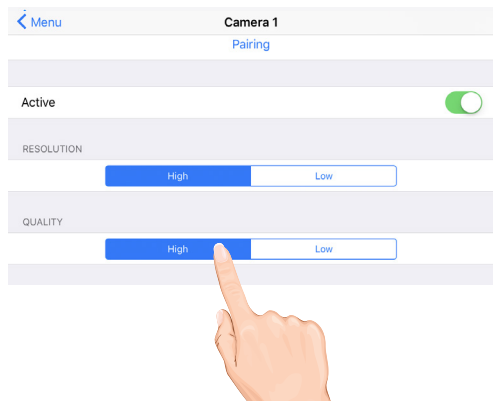 Menu Camera 1
Pairing
Active
RESOLUTION
High Low
QUALITY
High Low